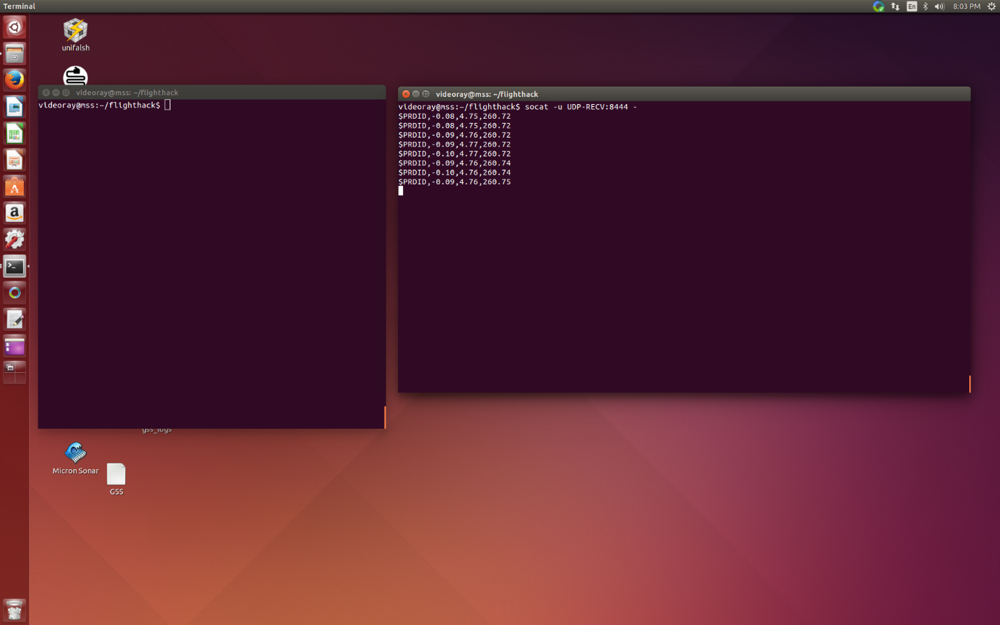 Terminal
En
8:03 PM
unifalsh
videoray@mss: ~/flighthack
videoray@mss:~/flighthack$
videoray@mss: ~/flighthack
videoray@mss:~/flighthack$ socat -u UDP-RECV:8444 -
$PRDID,-0.08,4.75,260.72
$PRDID,-0.08,4.75,260.72
$PRDID,-0.09,4.76,260.72
$PRDID,-0.09,4.77,260.72
$PRDID,-0.10,4.77,260.72
$PRDID,-0.09,4.76,260.74
$PRDID,-0.10,4.76,260.74
$PRDID,-0.09,4.76,260.75
gss_logs
Micron Sonar
GSS